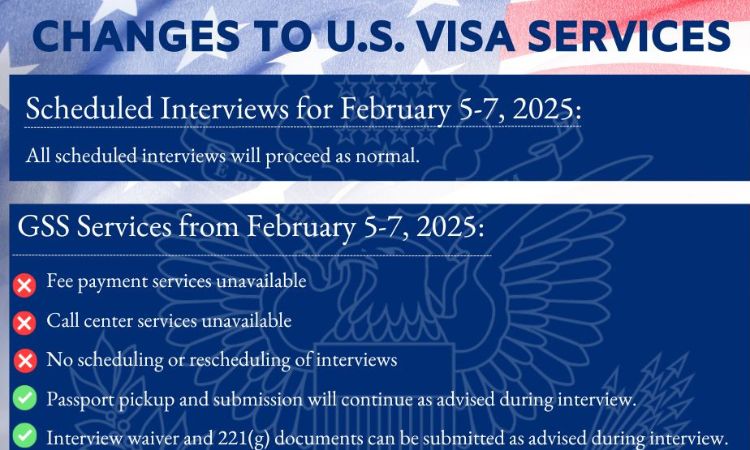 CHANGES TO U.S. VISA SERVICES
Scheduled Interviews for February 5-7, 2025:
All scheduled interviews will proceed as normal.
GSS Services from February 5-7, 2025:
Fee payment services unavailable
Call center services unavailable
No scheduling or rescheduling of interviews
Passport pickup and submission will continue as advised during interview.
Interview waiver and 221(g) documents can be submitted as advised during interview.